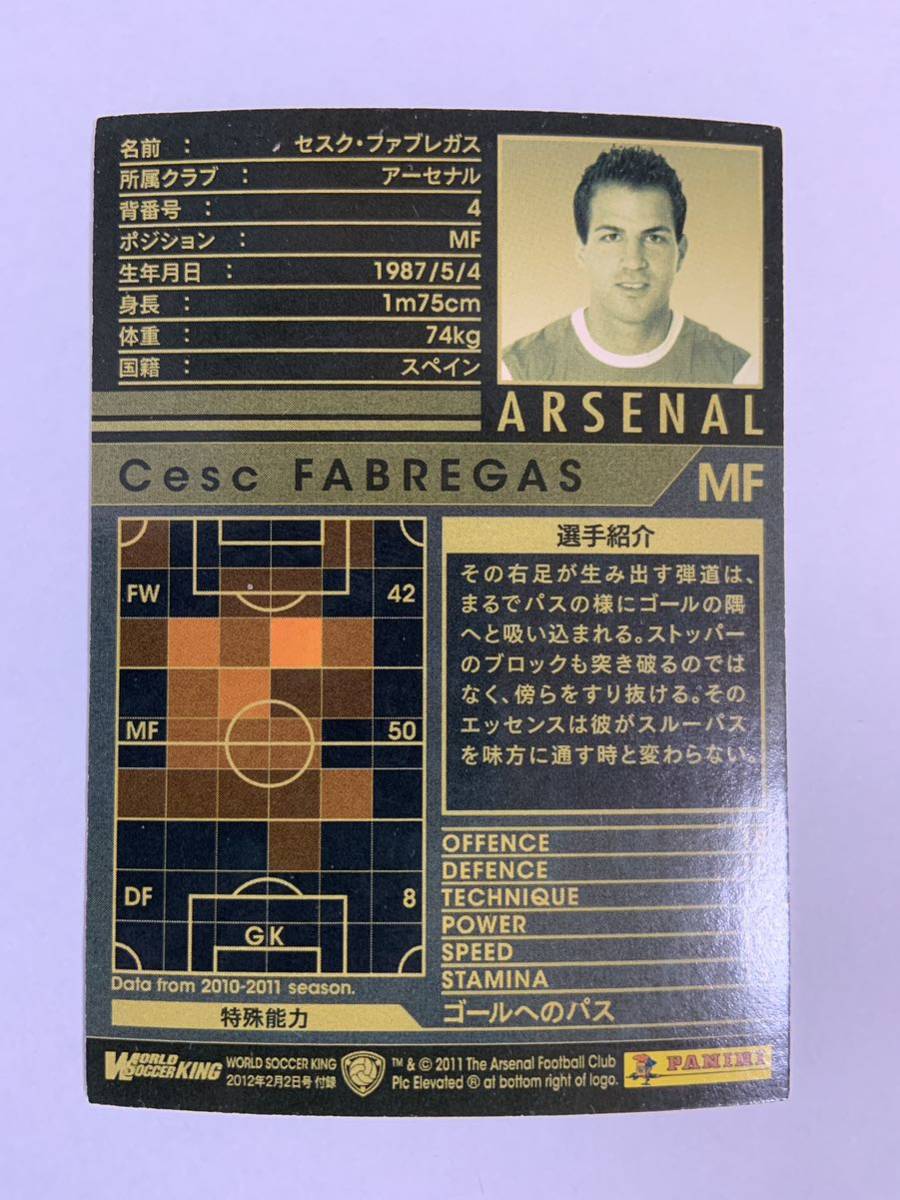 名前 : セスク・ファブレガス
所属クラブ : アーセナル
背番号 : 4
ポジション : MF
生年月日 : 1987/5/4
身長 : 1m75cm
体重 : 74kg
国籍 : スペイン
ARSENAL
Cesc FABREGAS
MF
FW 42
MF 50
DF 8
GK
Data from 2010-2011 season.
選手紹介
その右足が生み出す弾道は、
まるでパスの様にゴールの隅
へと吸い込まれる。ストッパー
のブロックも突き破るのでは
なく、傍らをすり抜ける。その
エッセンスは彼がスルーパス
を味方に通す時と変わらない。
OFFENCE
DEFENCE
TECHNIQUE
POWER
SPEED
STAMINA
特殊能力
ゴールへのパス
WORLD SOCCER KING
WORLD SOCCER KING
2012年2月2日号 付録
™ & © 2011 The Arsenal Football Club
Plc Elevated ® at bottom right of logo.
PANINI